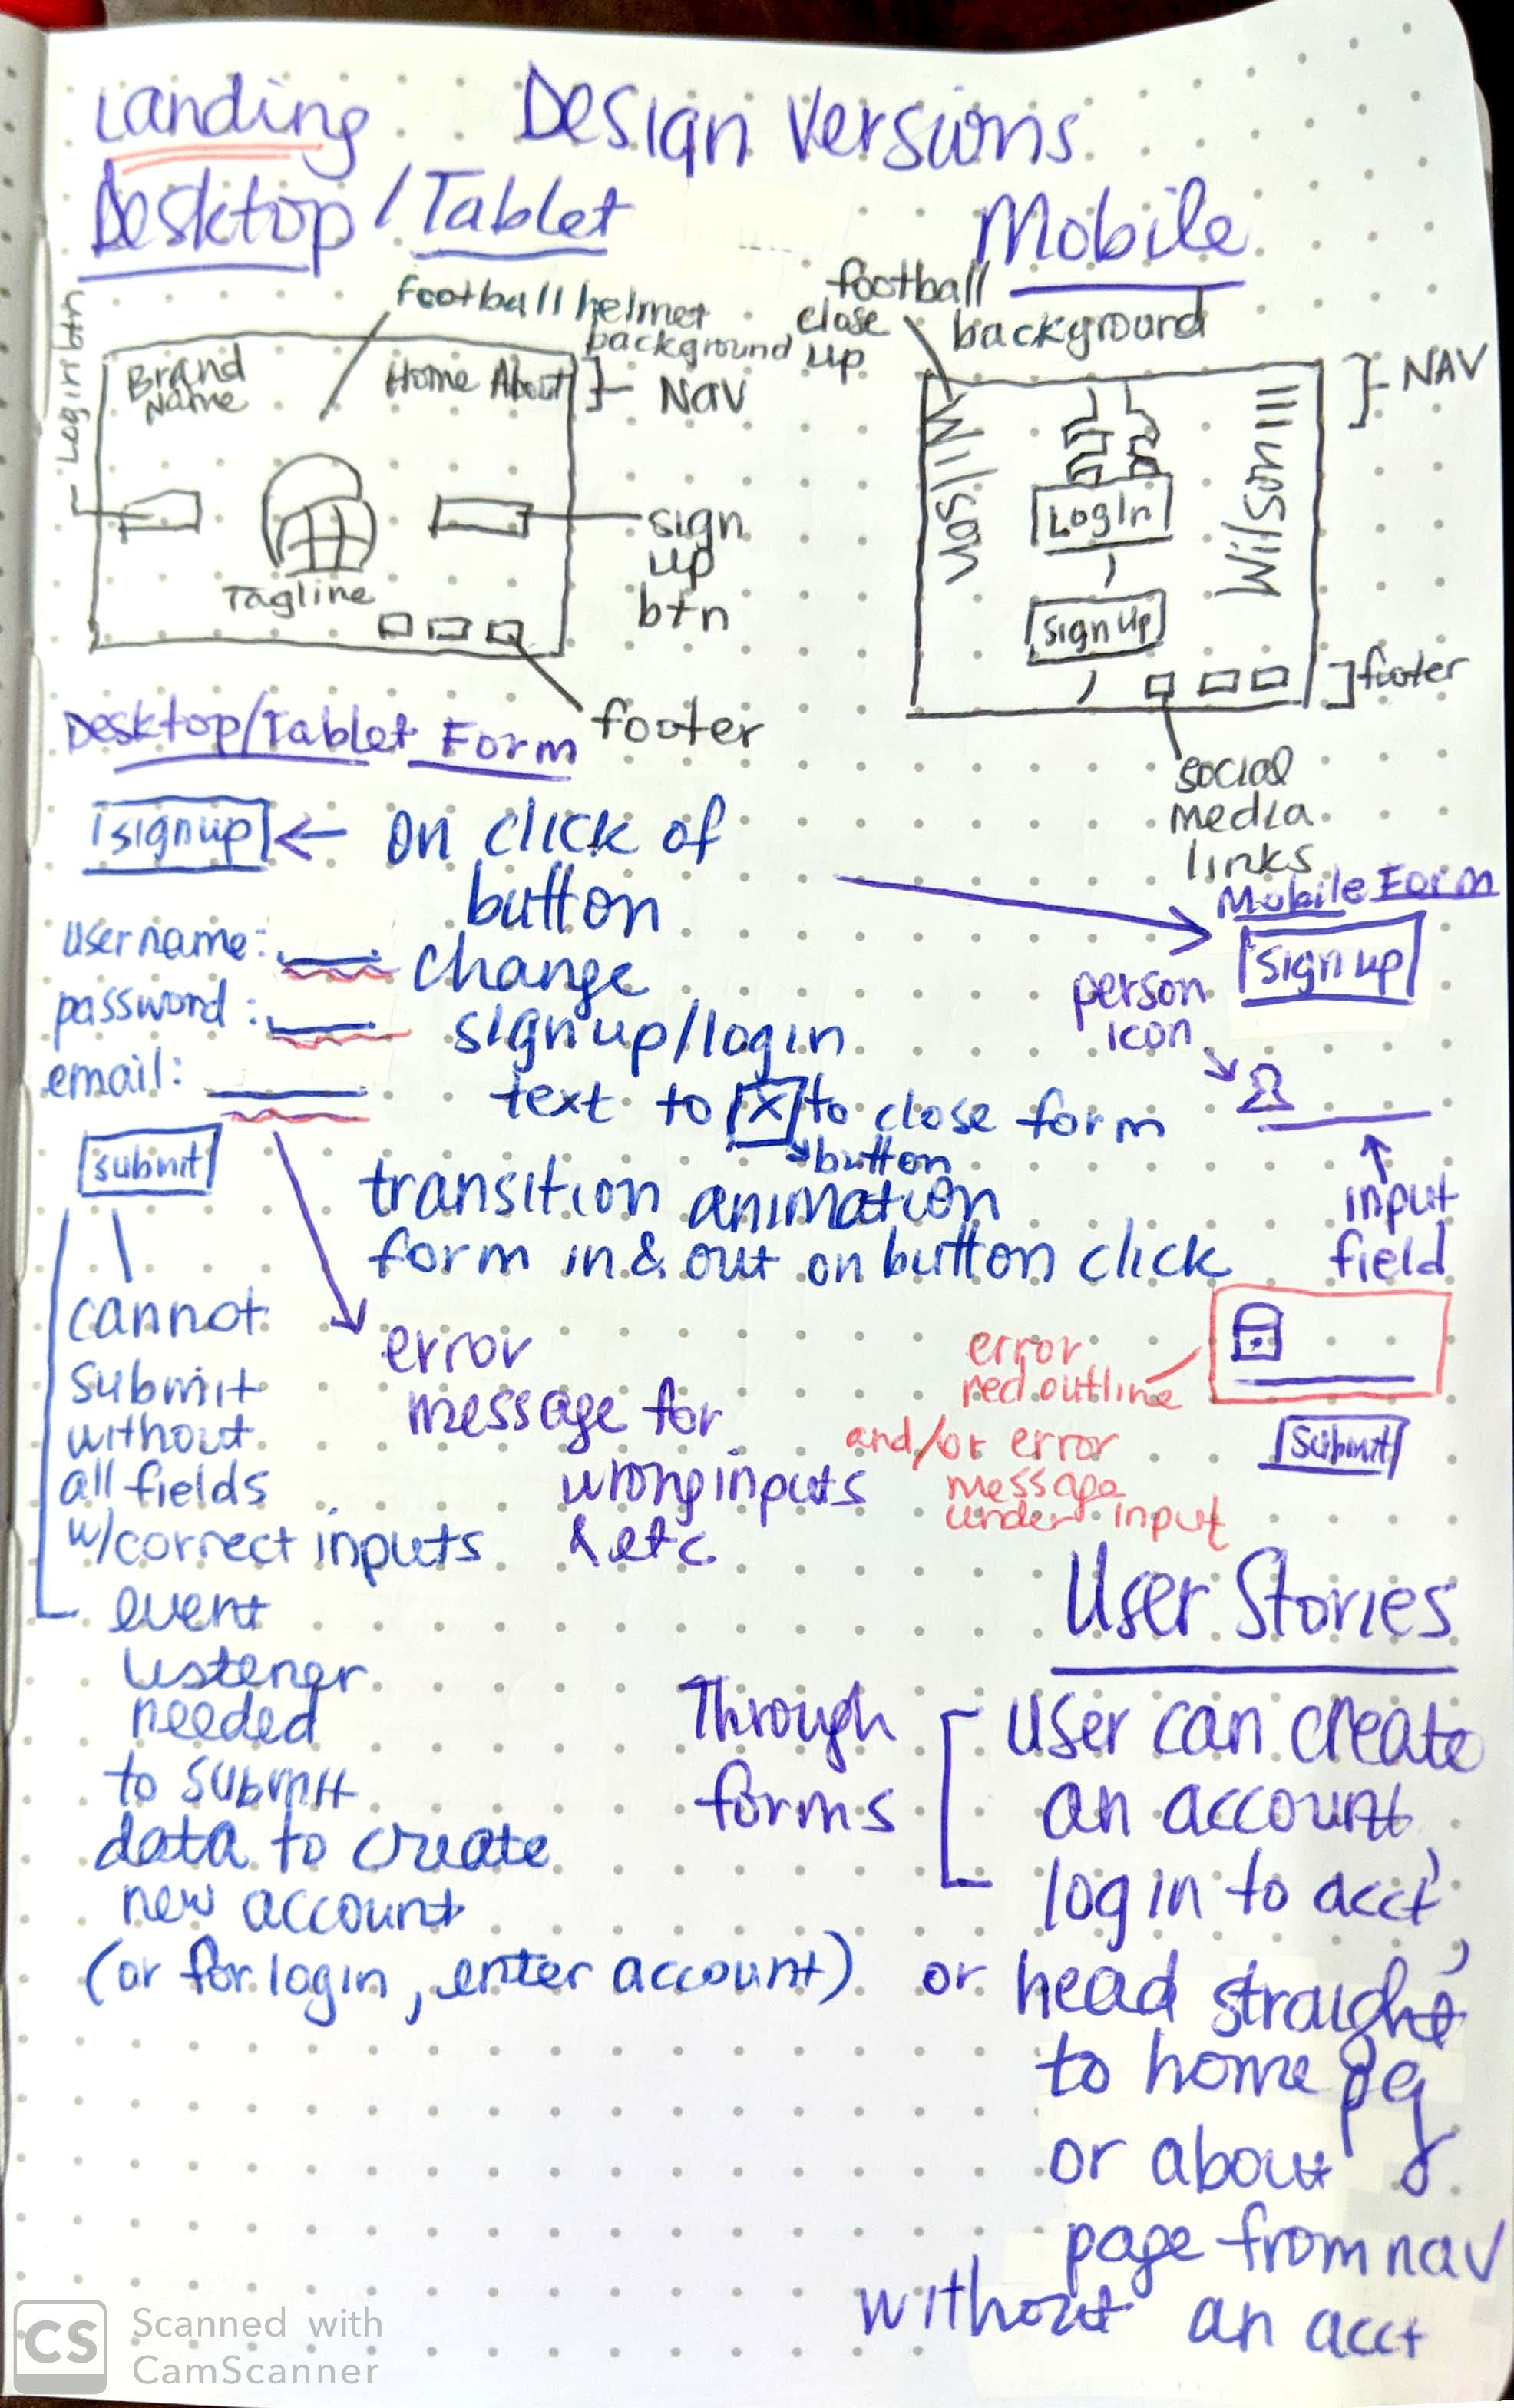 Landing Design Versions
Desktop / Tablet
Mobile
football helmet
background
Login btn
Brand
Name
Home About
Nav
Tagline
sign
up
btn
footer
football
close
up
background
NAV
Wilson
Wilson
LogIn
Sign Up
footer
social
media
links
Desktop/Tablet Form
signup
on click of
button
change
signup/login
text to X to close form
button
transition animation
form in & out on button click
username:
password:
email:
submit
cannot
submit
without
all fields
w/correct inputs
event
listener
needed
to submit
data to create
new account
(or for login, enter account)
error
message for
wrong inputs
& etc
Mobile Form
Sign up
person
icon
input
field
error
red outline
and/or error
message
under input
Submit
User Stories
Through
forms
User can create
an account,
log in to acct,
or head straight
to home pg
or about
page from nav
without an acct
CS
Scanned with
CamScanner